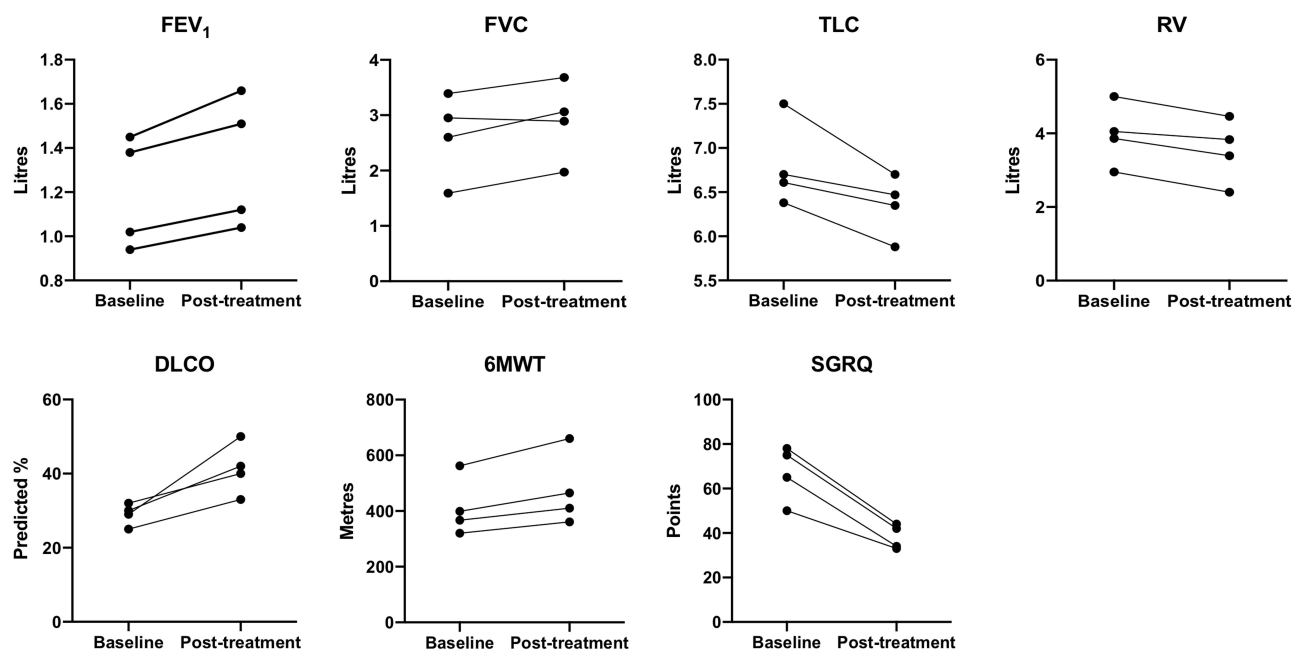 FEV₁
Litres
1.8
1.6
1.4
1.2
1.0
0.8
Baseline Post-treatment
FVC
Litres
4
3
2
1
0
Baseline Post-treatment
TLC
Litres
8.0
7.5
7.0
6.5
6.0
5.5
Baseline Post-treatment
RV
Litres
6
4
2
0
Baseline Post-treatment
DLCO
Predicted %
60
40
20
0
Baseline Post-treatment
6MWT
Metres
800
600
400
200
0
Baseline Post-treatment
SGRQ
Points
100
80
60
40
20
0
Baseline Post-treatment